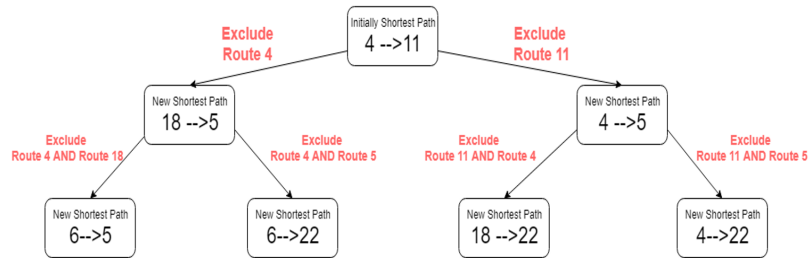 Initially Shortest Path
4 -->11
Exclude
Route 4
Exclude
Route 11
New Shortest Path
18 -->5
New Shortest Path
4 -->5
Exclude
Route 4 AND Route 18
Exclude
Route 4 AND Route 5
Exclude
Route 11 AND Route 4
Exclude
Route 11 AND Route 5
New Shortest Path
6-->5
New Shortest Path
6-->22
New Shortest Path
18 -->22
New Shortest Path
4-->22